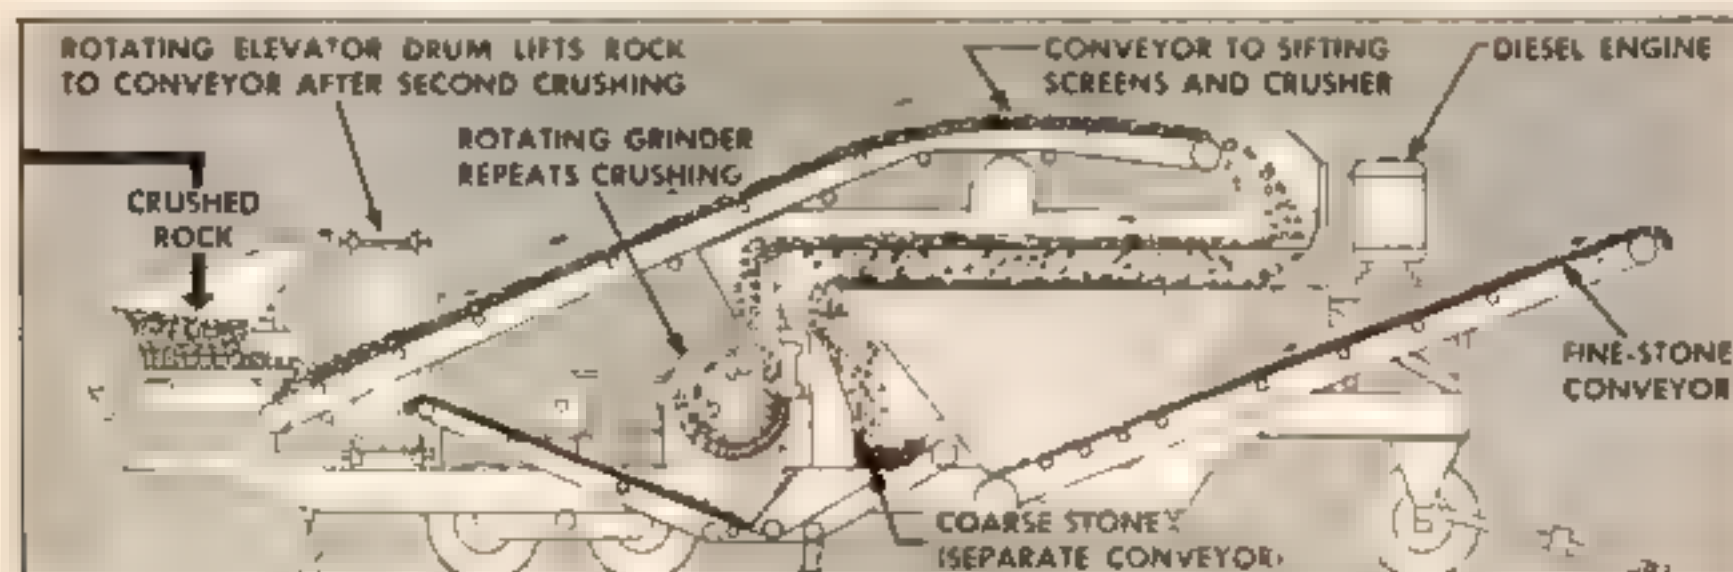 ROTATING ELEVATOR DRUM LIFTS ROCK
TO CONVEYOR AFTER SECOND CRUSHING
CONVEYOR TO SIFTING
SCREENS AND CRUSHER
DIESEL ENGINE
ROTATING GRINDER
REPEATS CRUSHING
CRUSHED
ROCK
FINE-STONE
CONVEYOR
COARSE STONE
(SEPARATE CONVEYOR)